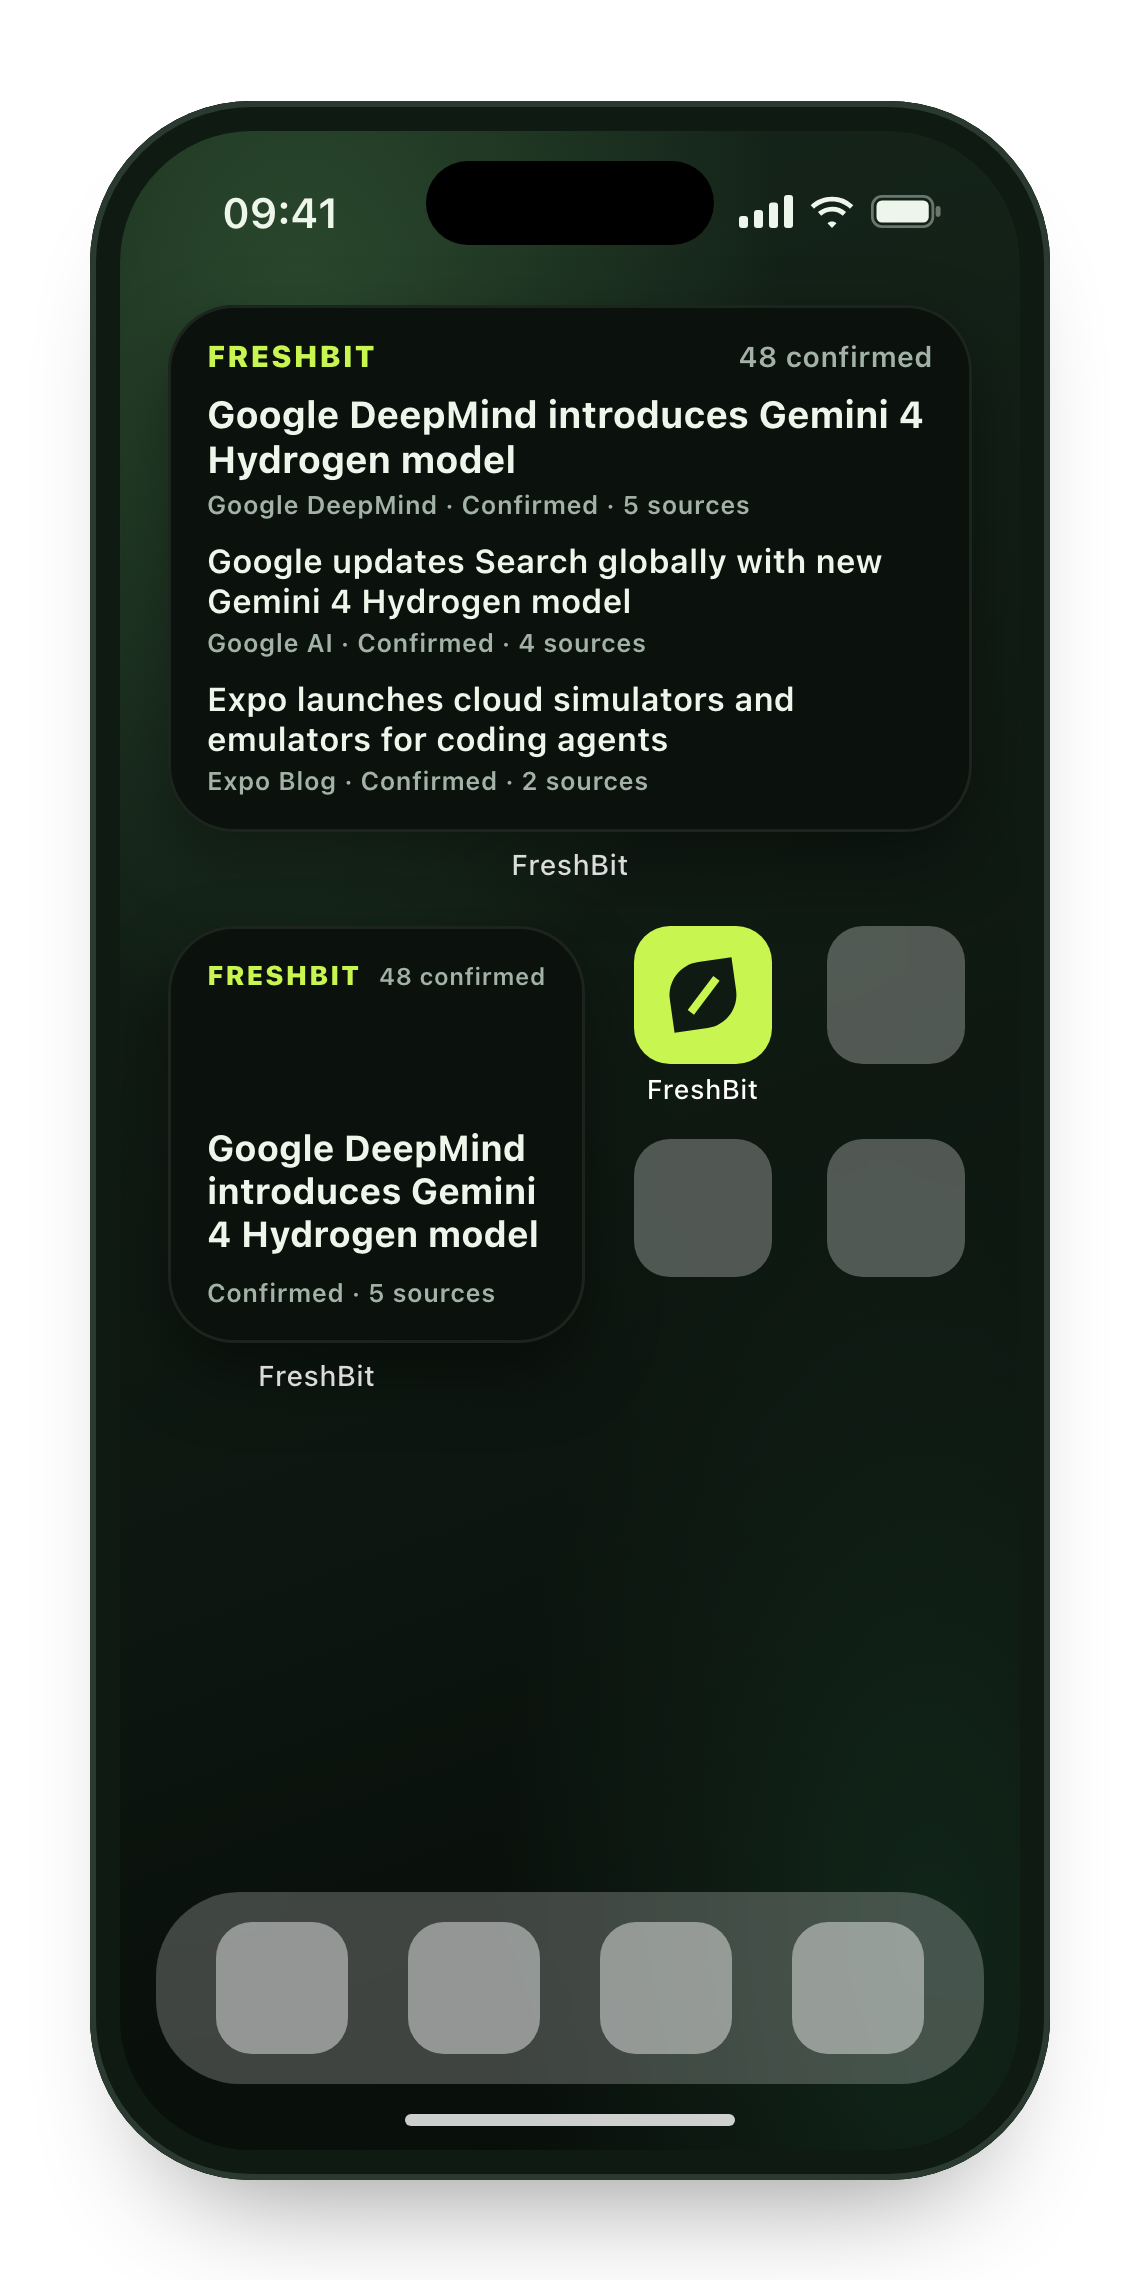 09:41
FRESHBIT 48 confirmed
Google DeepMind introduces Gemini 4
Hydrogen model
Google DeepMind · Confirmed · 5 sources
Google updates Search globally with new
Gemini 4 Hydrogen model
Google AI · Confirmed · 4 sources
Expo launches cloud simulators and
emulators for coding agents
Expo Blog · Confirmed · 2 sources
FreshBit
FRESHBIT 48 confirmed
Google DeepMind
introduces Gemini
4 Hydrogen model
Confirmed · 5 sources
FreshBit
FreshBit